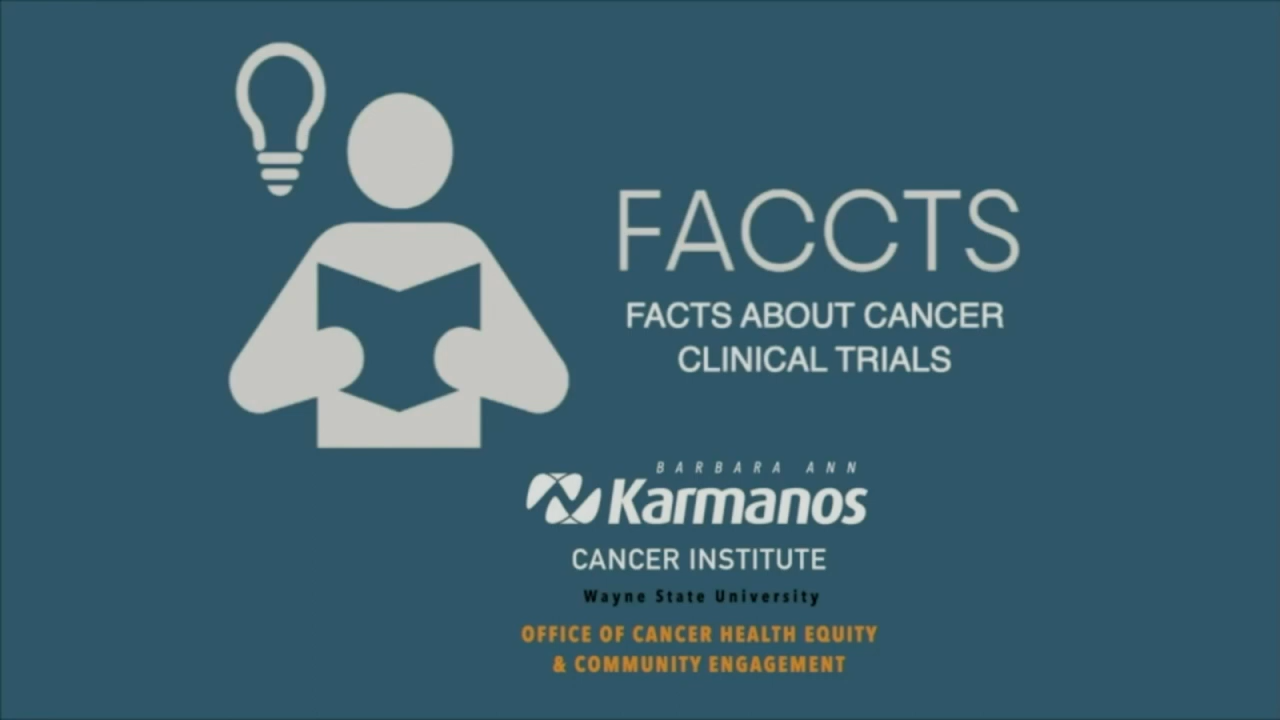 FACCTS
FACTS ABOUT CANCER
CLINICAL TRIALS
BARBARA ANN
Karmanos
CANCER INSTITUTE
Wayne State University
OFFICE OF CANCER HEALTH EQUITY
& COMMUNITY ENGAGEMENT